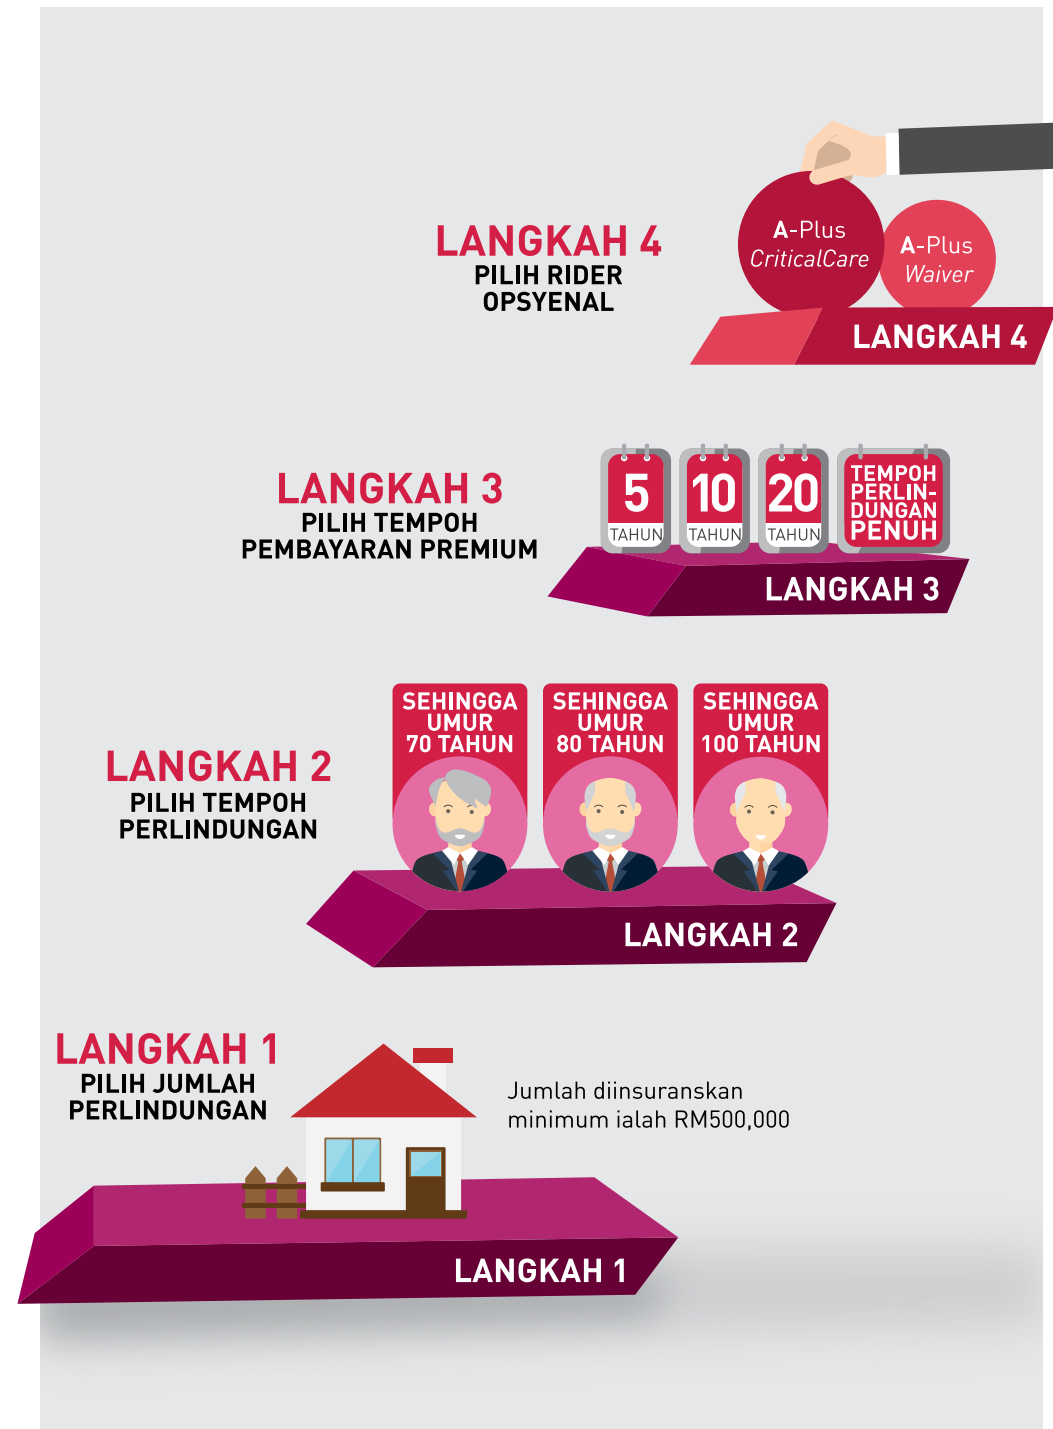 LANGKAH 4
PILIH RIDER
OPSYENAL
A-Plus
CriticalCare
A-Plus
Waiver
LANGKAH 4
LANGKAH 3
PILIH TEMPOH
PEMBAYARAN PREMIUM
5
TAHUN
10
TAHUN
20
TAHUN
TEMPOH
PERLIN-
DUNGAN
PENUH
LANGKAH 3
LANGKAH 2
PILIH TEMPOH
PERLINDUNGAN
SEHINGGA
UMUR
70 TAHUN
SEHINGGA
UMUR
80 TAHUN
SEHINGGA
UMUR
100 TAHUN
LANGKAH 2
LANGKAH 1
PILIH JUMLAH
PERLINDUNGAN
Jumlah diinsuranskan
minimum ialah RM500,000
LANGKAH 1